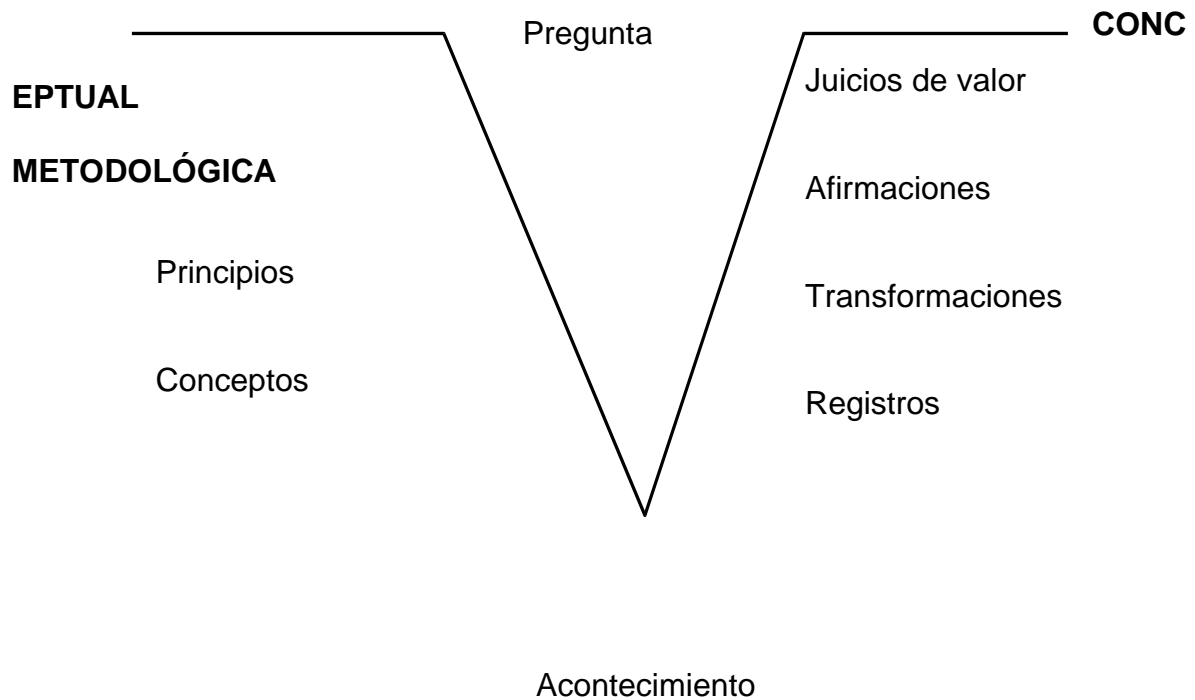 Pregunta
CONC
EPTUAL
METODOLÓGICA
Principios
Conceptos
Juicios de valor
Afirmaciones
Transformaciones
Registros
Acontecimiento